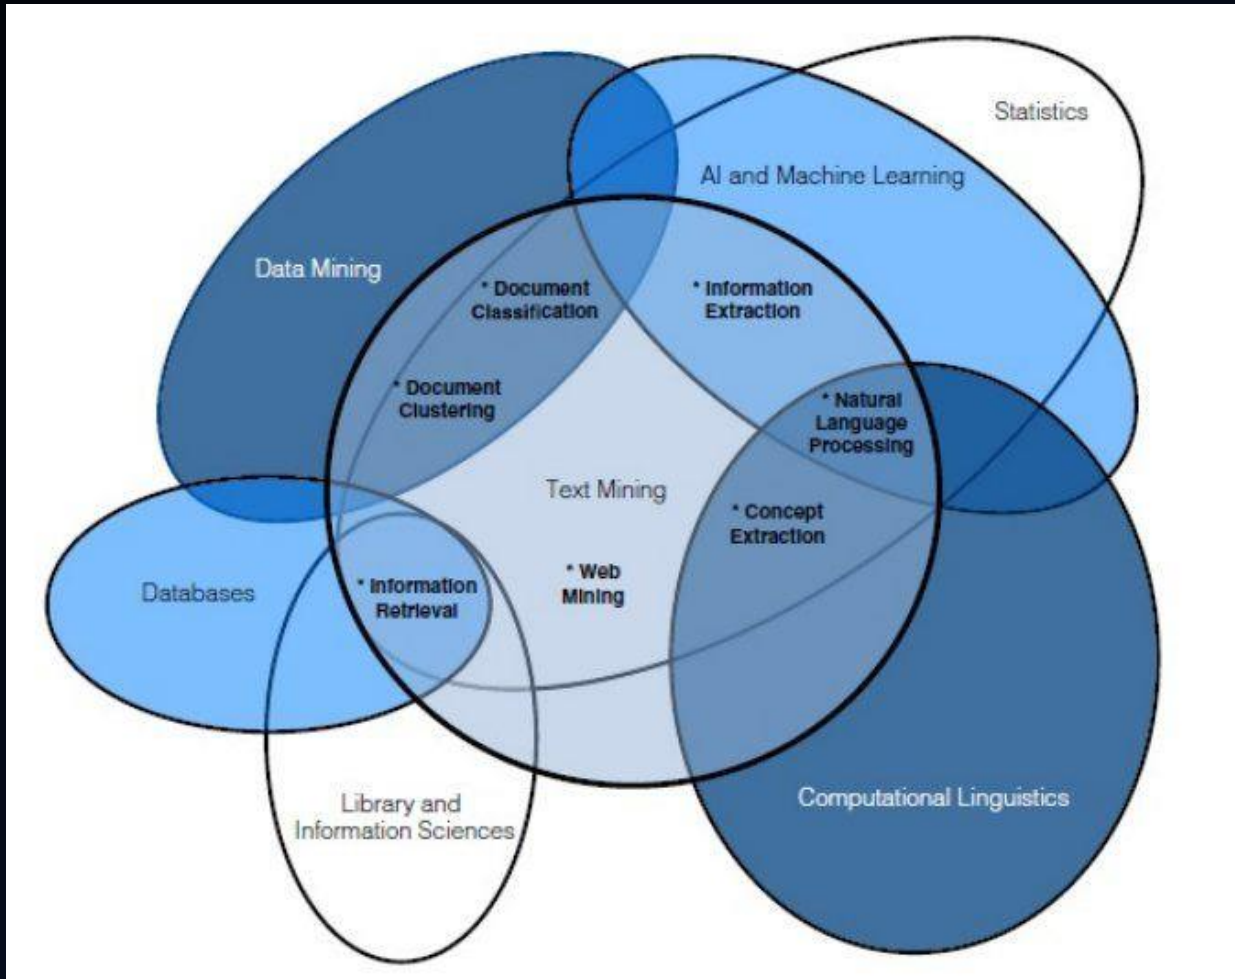 Statistics
AI and Machine Learning
Data Mining
* Document
Classification
* Information
Extraction
* Document
Clustering
* Natural
Language
Processing
Text Mining
* Concept
Extraction
* Web
Mining
Databases
* Information
Retrieval
Library and
Information Sciences
Computational Linguistics